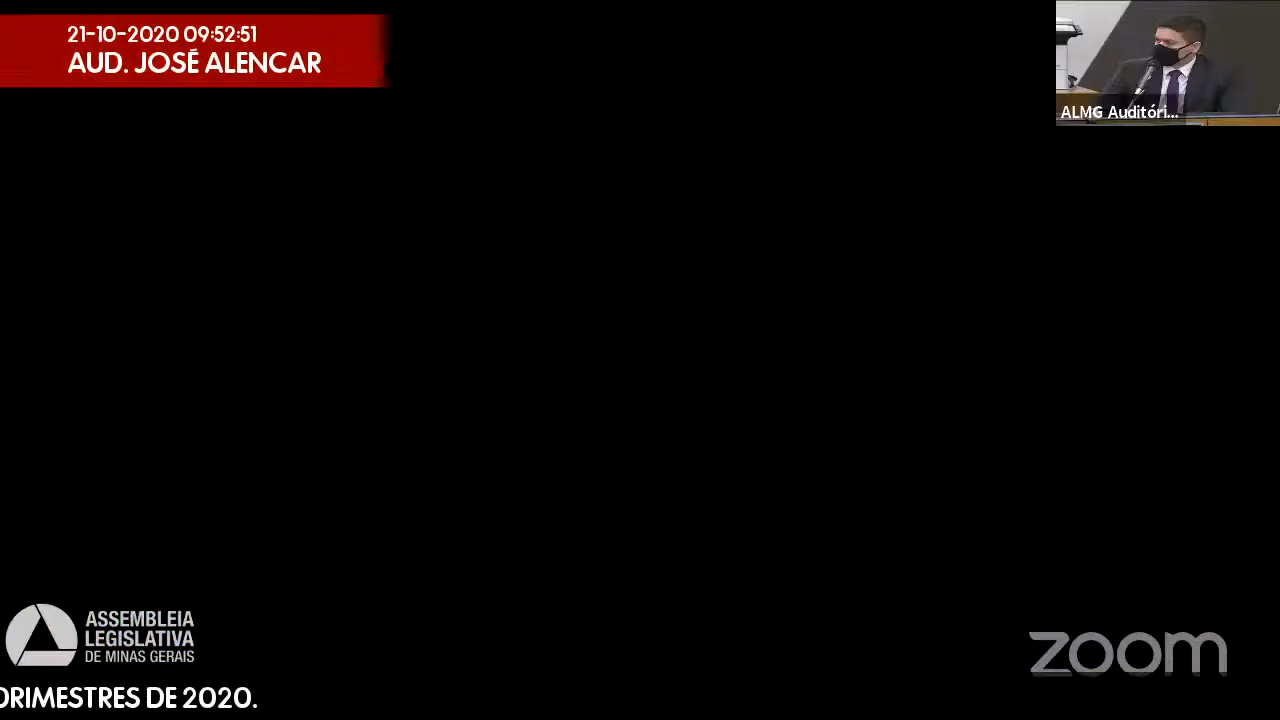 21-10-2020 09:52:51
AUD. JOSÉ ALENCAR
ALMG Auditóri...
ASSEMBLEIA
LEGISLATIVA
DE MINAS GERAIS
zoom
DRIMESTRES DE 2020.